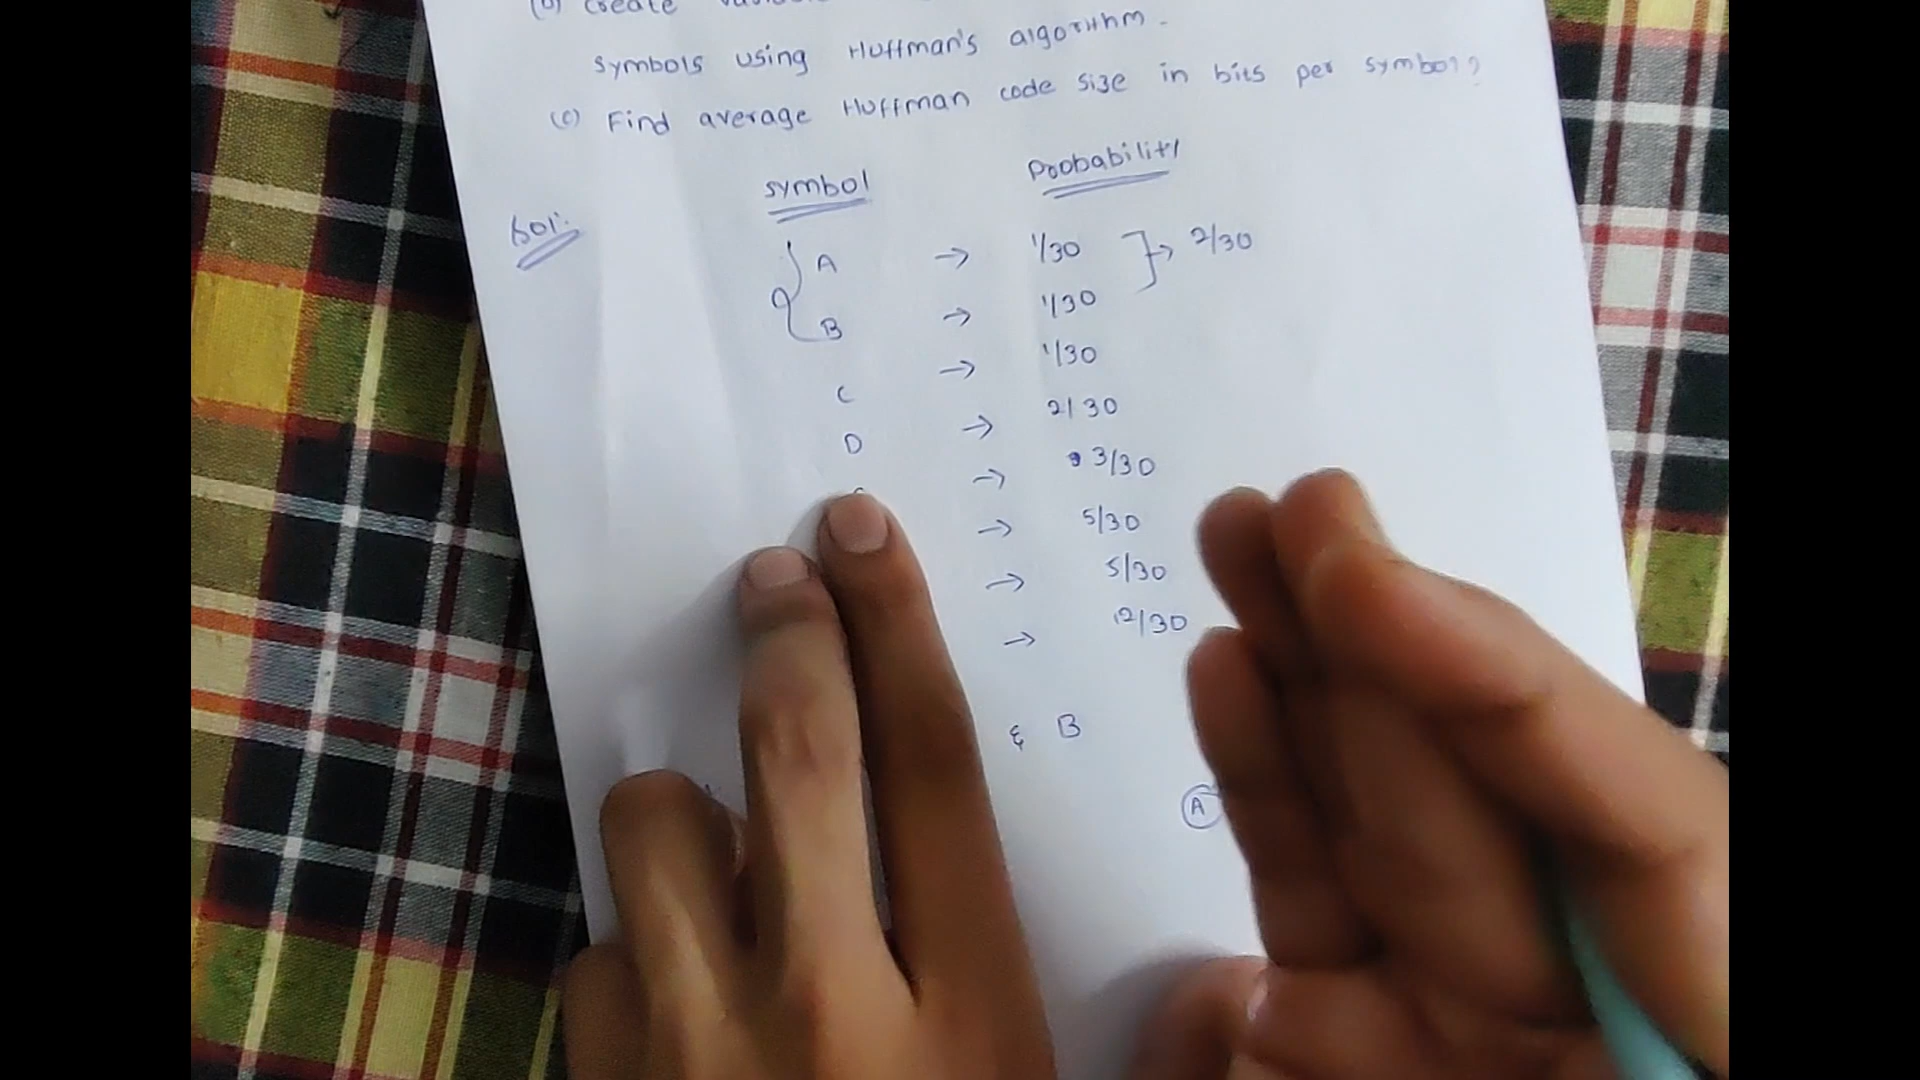 (b) Create
Symbols using Huffman's algorithm.
(c) Find average Huffman code size in bits per symbol?
Sol:
Symbol Probability
A → 1/30 → 2/30
B → 1/30
C → 1/30
D → 2/30
→ 3/30
→ 5/30
→ 5/30
→ 12/30
& B
A